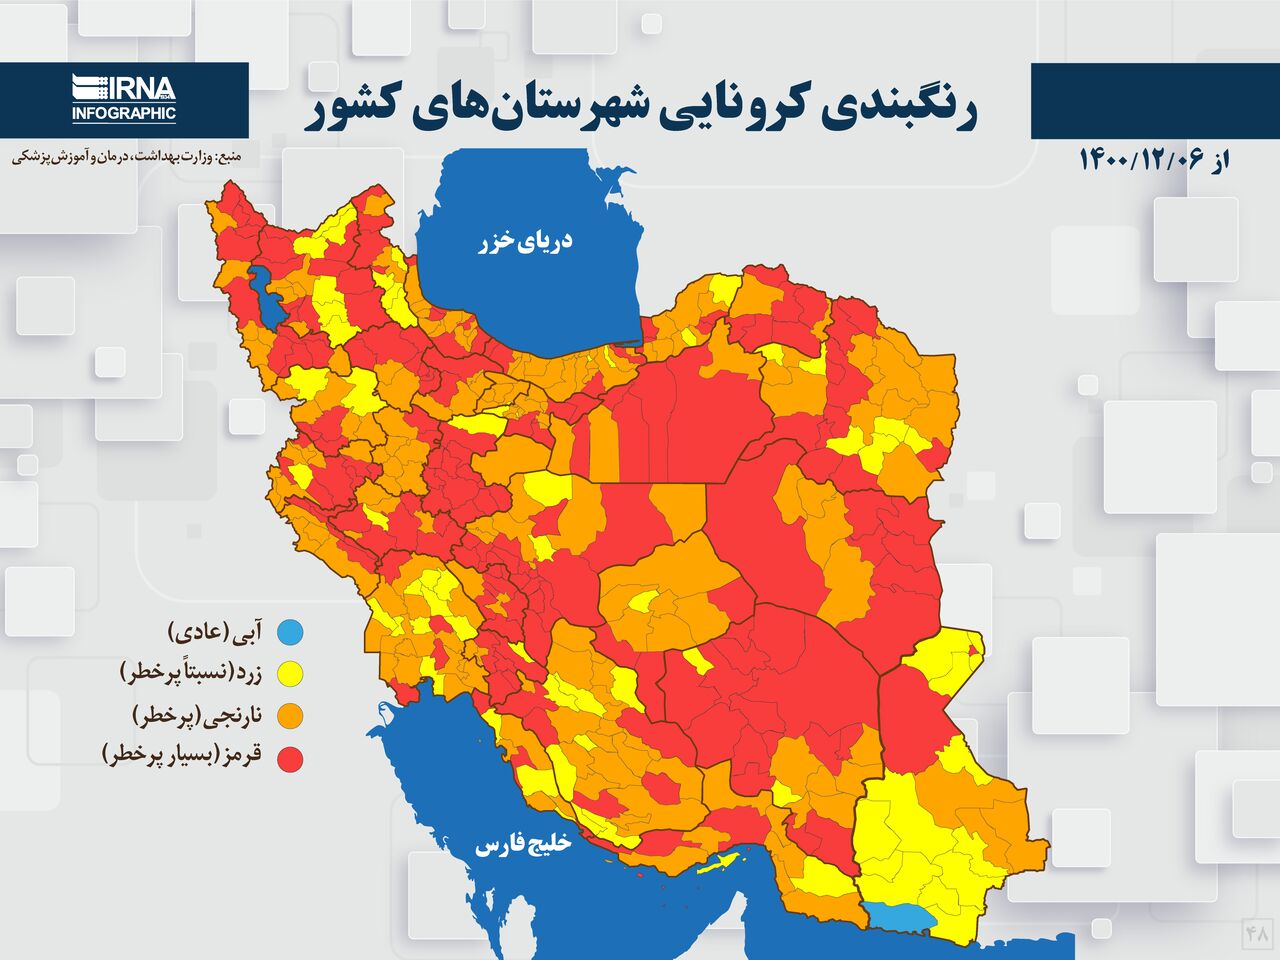 IRNA
INFOGRAPHIC
رنگبندی کرونایی شهرستان‌های کشور
منبع: وزارت بهداشت، درمان و آموزش پزشکی
از ۱۴۰۰/۱۲/۰۶
دریای خزر
آبی (عادی)
زرد (نسبتاً پرخطر)
نارنجی (پرخطر)
قرمز (بسیار پرخطر)
خلیج فارس
۴۸